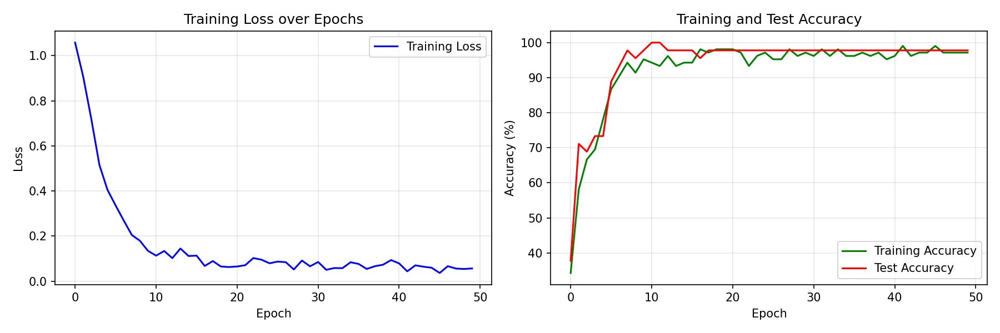 Training Loss over Epochs
Training Loss
1.0
0.8
0.6
0.4
0.2
0.0
Loss
0 10 20 30 40 50
Epoch
Training and Test Accuracy
100
90
80
70
60
50
40
Accuracy (%)
Training Accuracy
Test Accuracy
0 10 20 30 40 50
Epoch